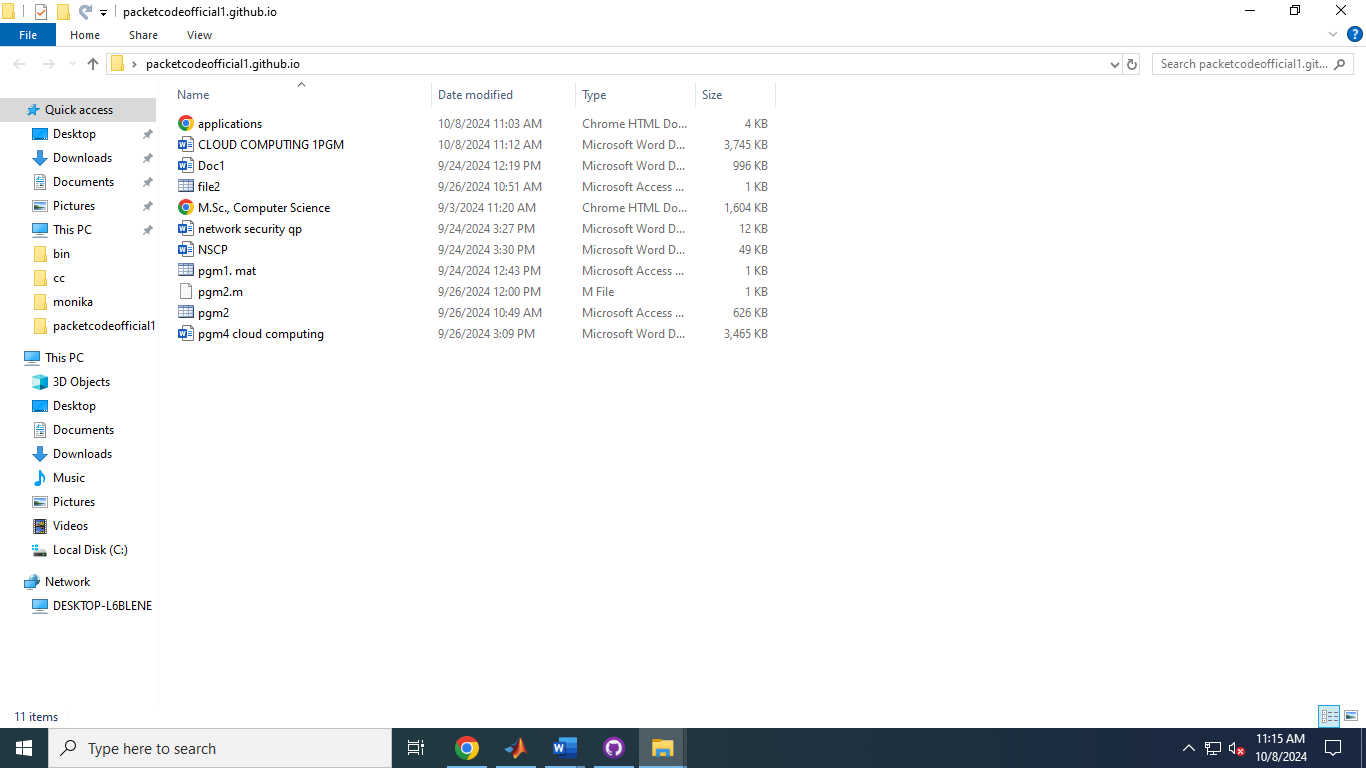 packetcodeofficial1.github.io
File Home Share View
packetcodeofficial1.github.io Search packetcodeofficial1.git...
Name Date modified Type Size
Quick access
Desktop
Downloads
Documents
Pictures
This PC
bin
cc
monika
packetcodeofficial1
This PC
3D Objects
Desktop
Documents
Downloads
Music
Pictures
Videos
Local Disk (C:)
Network
DESKTOP-L6BLENE
applications 10/8/2024 11:03 AM Chrome HTML Do... 4 KB
CLOUD COMPUTING 1PGM 10/8/2024 11:12 AM Microsoft Word D... 3,745 KB
Doc1 9/24/2024 12:19 PM Microsoft Word D... 996 KB
file2 9/26/2024 10:51 AM Microsoft Access ... 1 KB
M.Sc., Computer Science 9/3/2024 11:20 AM Chrome HTML Do... 1,604 KB
network security qp 9/24/2024 3:27 PM Microsoft Word D... 12 KB
NSCP 9/24/2024 3:30 PM Microsoft Word D... 49 KB
pgm1. mat 9/24/2024 12:43 PM Microsoft Access ... 1 KB
pgm2.m 9/26/2024 12:00 PM M File 1 KB
pgm2 9/26/2024 10:49 AM Microsoft Access ... 626 KB
pgm4 cloud computing 9/26/2024 3:09 PM Microsoft Word D... 3,465 KB
11 items
Type here to search
11:15 AM
10/8/2024